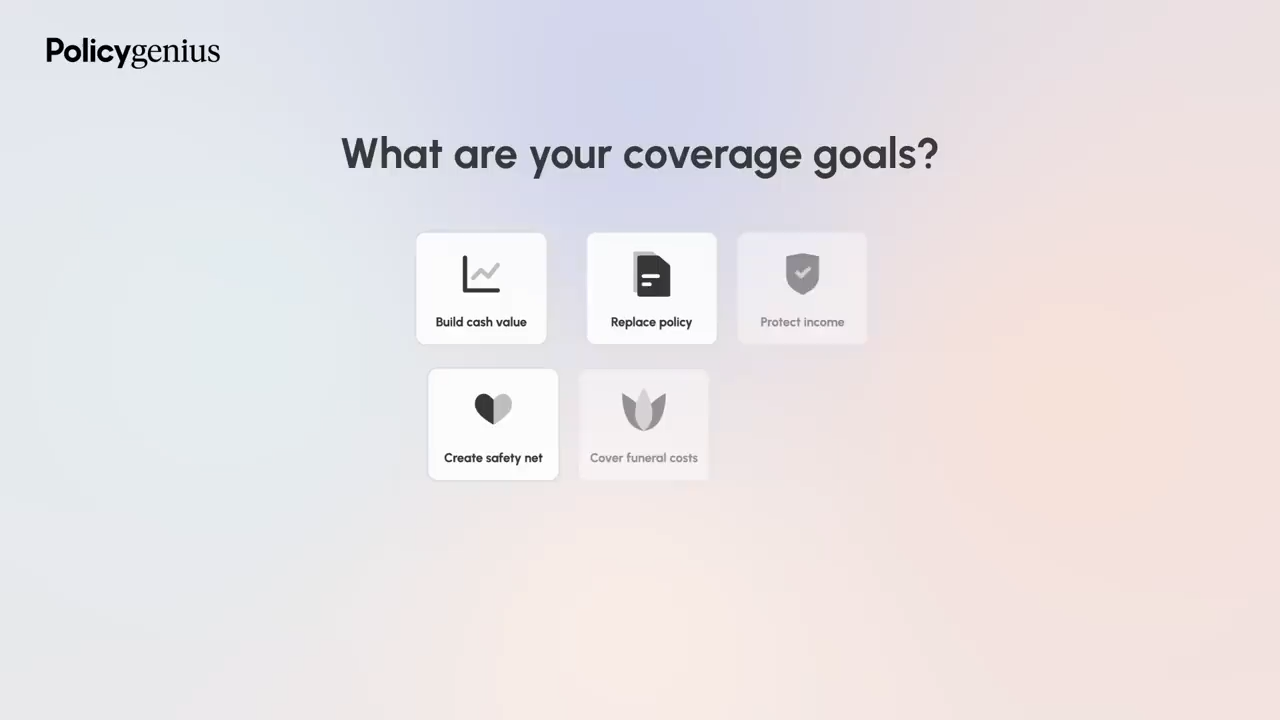 Policygenius
What are your coverage goals?
Build cash value
Replace policy
Protect income
Create safety net
Cover funeral costs